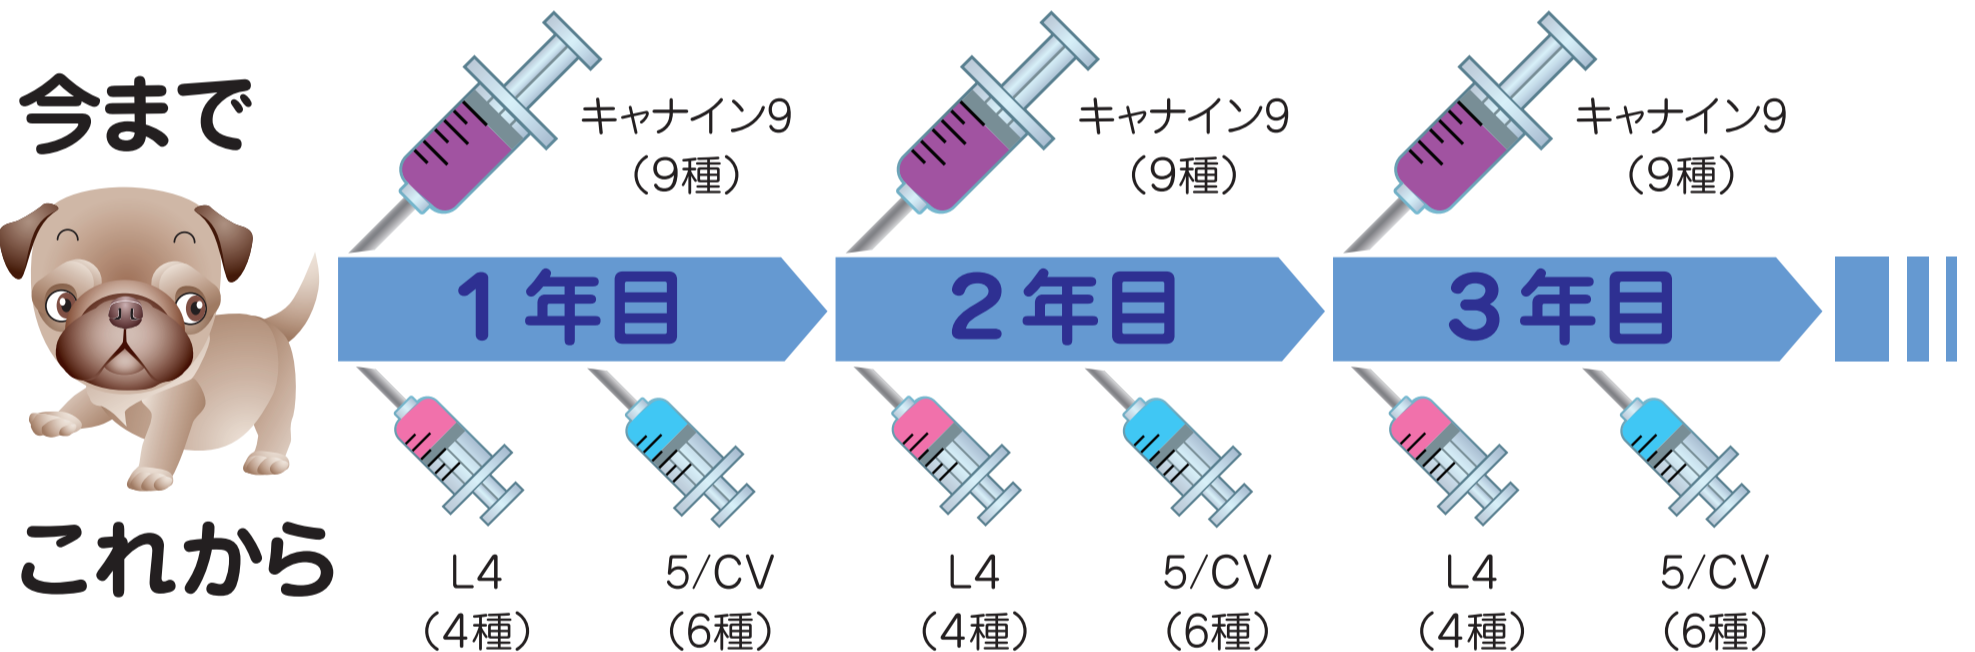 今まで
キャナイン9
(9種)
キャナイン9
(9種)
キャナイン9
(9種)
1年目
2年目
3年目
これから
L4
(4種)
5/CV
(6種)
L4
(4種)
5/CV
(6種)
L4
(4種)
5/CV
(6種)